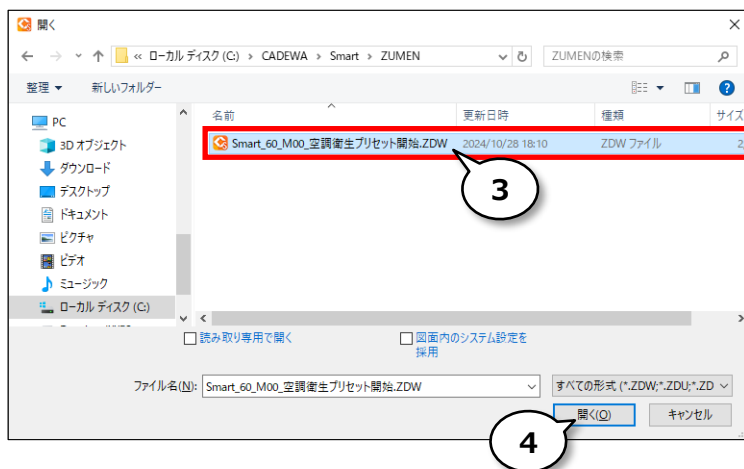 開く
« ローカル ディスク (C:) › CADEWA › Smart › ZUMEN
ZUMENの検索
整理 新しいフォルダー
名前 更新日時 種類 サイズ
PC
3D オブジェクト
ダウンロード
デスクトップ
ドキュメント
ピクチャ
ビデオ
ミュージック
ローカル ディスク (C:)
Smart_60_M00_空調衛生プリセット開始.ZDW 2024/10/28 18:10 ZDW ファイル 2,
3
読み取り専用で開く
図面内のシステム設定を
採用
ファイル名(N): Smart_60_M00_空調衛生プリセット開始.ZDW すべての形式 (*.ZDW;*.ZDU;*.ZD
開く(O) キャンセル
4